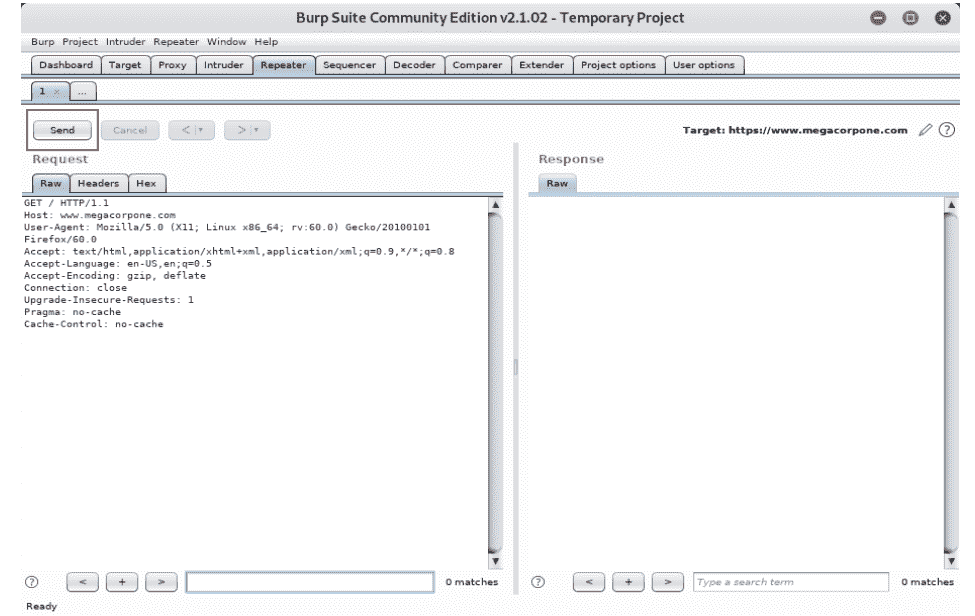 Burp Suite Community Edition v2.1.02 - Temporary Project
Burp Project Intruder Repeater Window Help
Dashboard Target Proxy Intruder Repeater Sequencer Decoder Comparer Extender Project options User options
1 × ...
Send Cancel < > Target: https://www.megacorpone.com ?
Request
Raw Headers Hex
GET / HTTP/1.1
Host: www.megacorpone.com
User-Agent: Mozilla/5.0 (X11; Linux x86_64; rv:60.0) Gecko/20100101
Firefox/60.0
Accept: text/html,application/xhtml+xml,application/xml;q=0.9,*/*;q=0.8
Accept-Language: en-US,en;q=0.5
Accept-Encoding: gzip, deflate
Connection: close
Upgrade-Insecure-Requests: 1
Pragma: no-cache
Cache-Control: no-cache
? < + > 0 matches
Response
Raw
? < + > Type a search term 0 matches
Ready